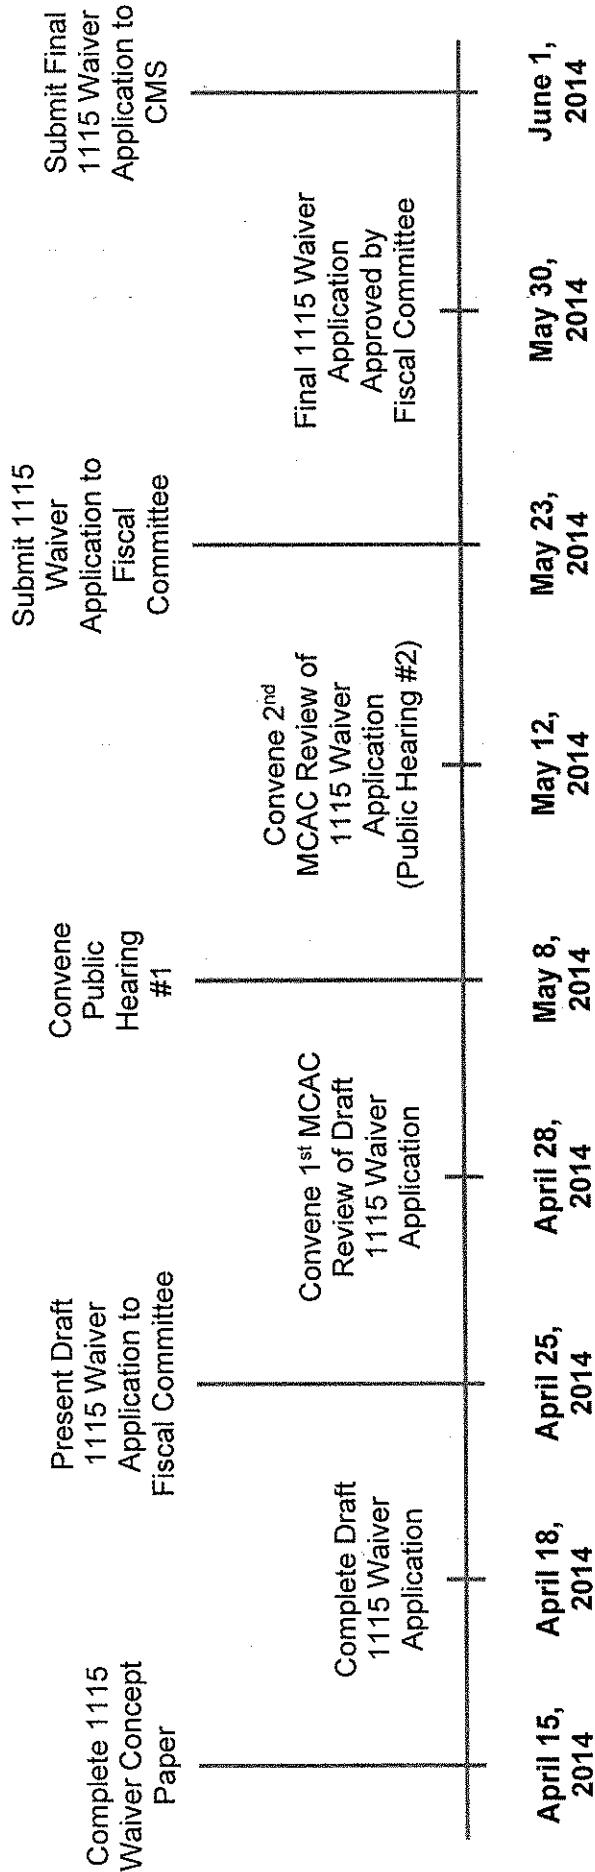 Complete 1115
Waiver Concept
Paper
Complete Draft
1115 Waiver
Application
Present Draft
1115 Waiver
Application to
Fiscal Committee
Convene 1st MCAC
Review of Draft
1115 Waiver
Application
Convene
Public
Hearing
#1
Convene 2nd
MCAC Review of
1115 Waiver
Application
(Public Hearing #2)
Submit 1115
Waiver
Application to
Fiscal
Committee
Final 1115 Waiver
Application
Approved by
Fiscal Committee
Submit Final
1115 Waiver
Application to
CMS
April 15,
2014
April 18,
2014
April 25,
2014
April 28,
2014
May 8,
2014
May 12,
2014
May 23,
2014
May 30,
2014
June 1,
2014